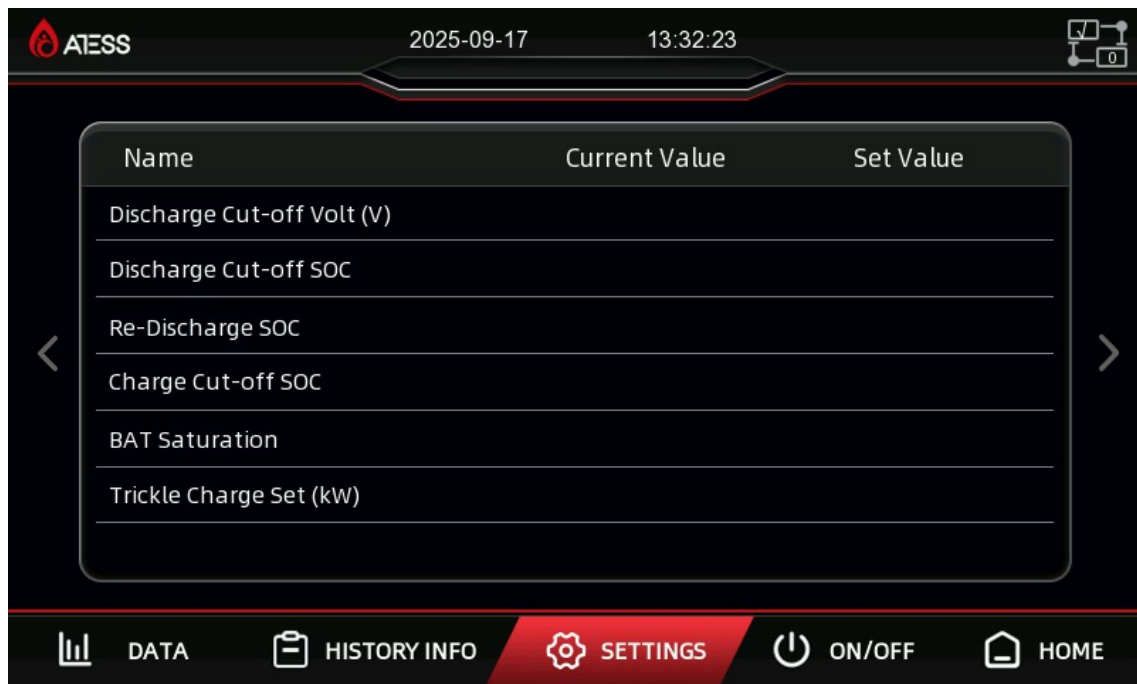 ATESS 2025-09-17 13:32:23
√
0
Name Current Value Set Value
Discharge Cut-off Volt (V)
Discharge Cut-off SOC
Re-Discharge SOC
Charge Cut-off SOC
BAT Saturation
Trickle Charge Set (kW)
DATA HISTORY INFO SETTINGS ON/OFF HOME